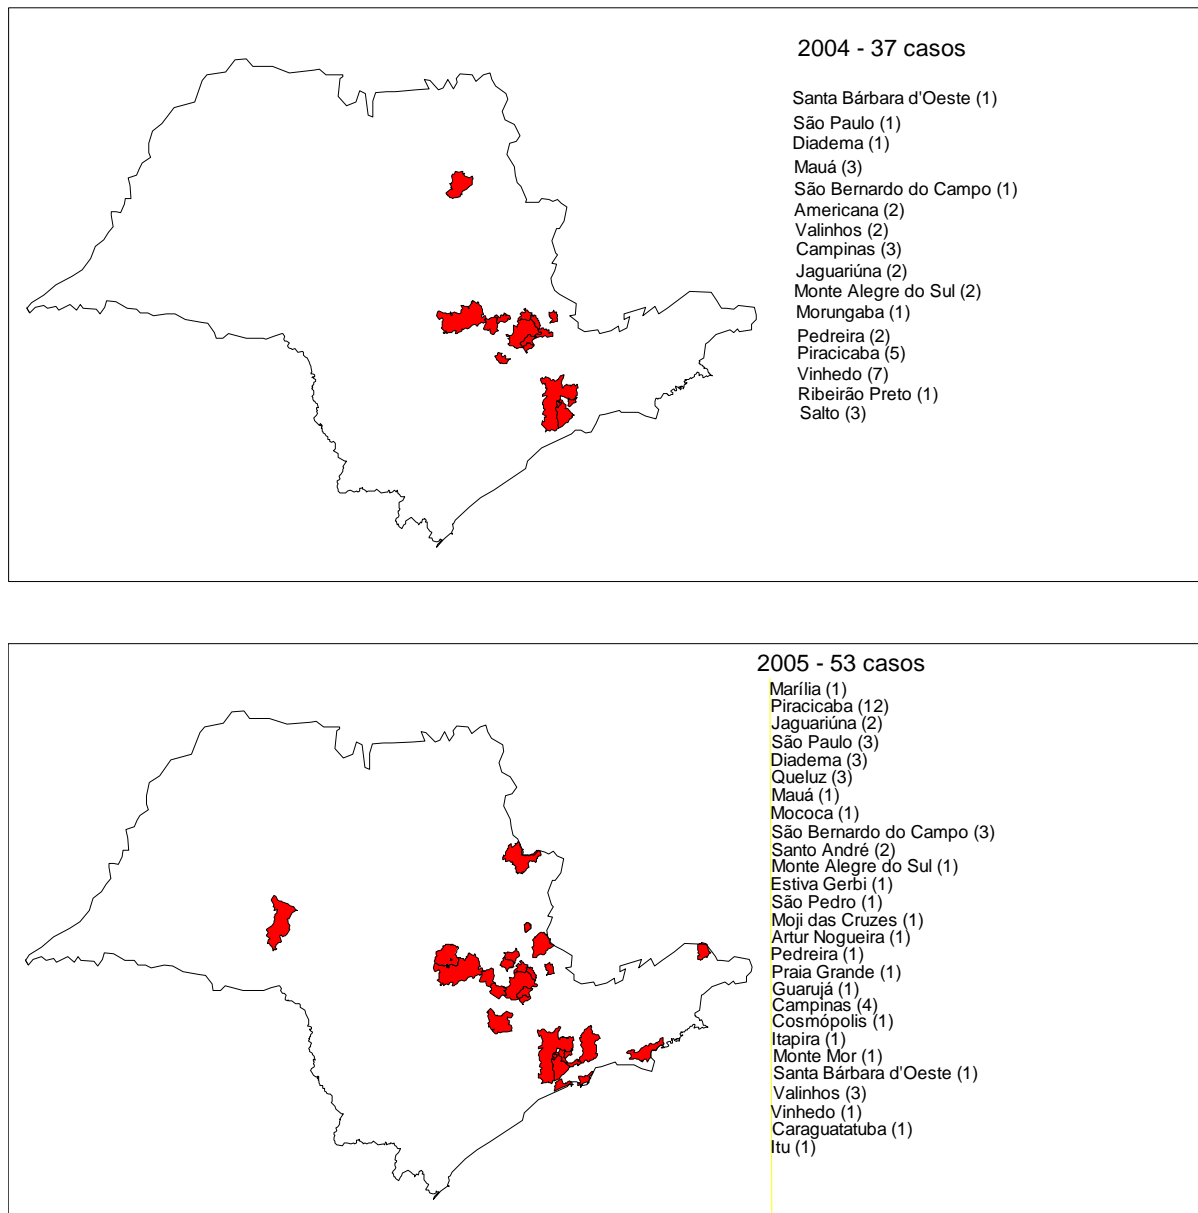 2004 - 37 casos
Santa Bárbara d'Oeste (1)
São Paulo (1)
Diadema (1)
Mauá (3)
São Bernardo do Campo (1)
Americana (2)
Valinhos (2)
Campinas (3)
Jaguariúna (2)
Monte Alegre do Sul (2)
Morungaba (1)
Pedreira (2)
Piracicaba (5)
Vinhedo (7)
Ribeirão Preto (1)
Salto (3)
2005 - 53 casos
Marília (1)
Piracicaba (12)
Jaguariúna (2)
São Paulo (3)
Diadema (3)
Queluz (3)
Mauá (1)
Mococa (1)
São Bernardo do Campo (3)
Santo André (2)
Monte Alegre do Sul (1)
Estiva Gerbi (1)
São Pedro (1)
Moji das Cruzes (1)
Artur Nogueira (1)
Pedreira (1)
Praia Grande (1)
Guarujá (1)
Campinas (4)
Cosmópolis (1)
Itapira (1)
Monte Mor (1)
Santa Bárbara d'Oeste (1)
Valinhos (3)
Vinhedo (1)
Caraguatatuba (1)
Itu (1)